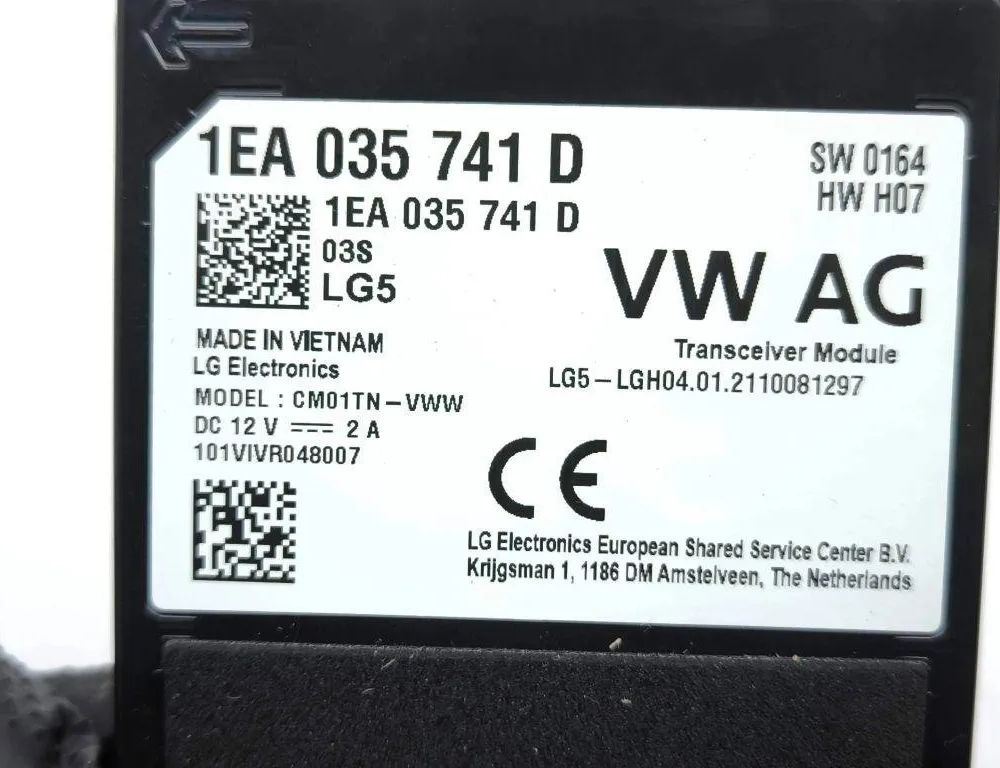 1EA 035 741 D
SW 0164
HW H07
1EA 035 741 D
03S
LG5
VW AG
Transceiver Module
LG5-LGH04.01.2110081297
MADE IN VIETNAM
LG Electronics
MODEL : CM01TN-VWW
DC 12 V ⎓ 2 A
101VIVR048007
CE
LG Electronics European Shared Service Center B.V.
Krijgsman 1, 1186 DM Amstelveen, The Netherlands